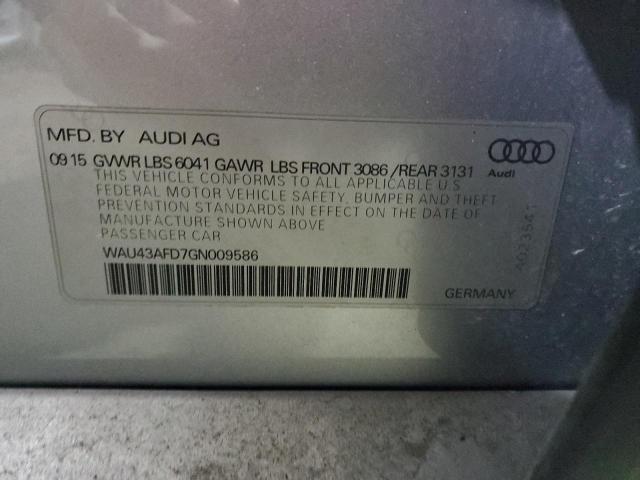 MFD. BY AUDI AG
09 15 GVWR LBS 6041 GAWR LBS FRONT 3086 /REAR 3131
Audi
THIS VEHICLE CONFORMS TO ALL APPLICABLE U.S
FEDERAL MOTOR VEHICLE SAFETY, BUMPER AND THEFT
PREVENTION STANDARDS IN EFFECT ON THE DATE OF
MANUFACTURE SHOWN ABOVE
PASSENGER CAR
WAU43AFD7GN009586
GERMANY